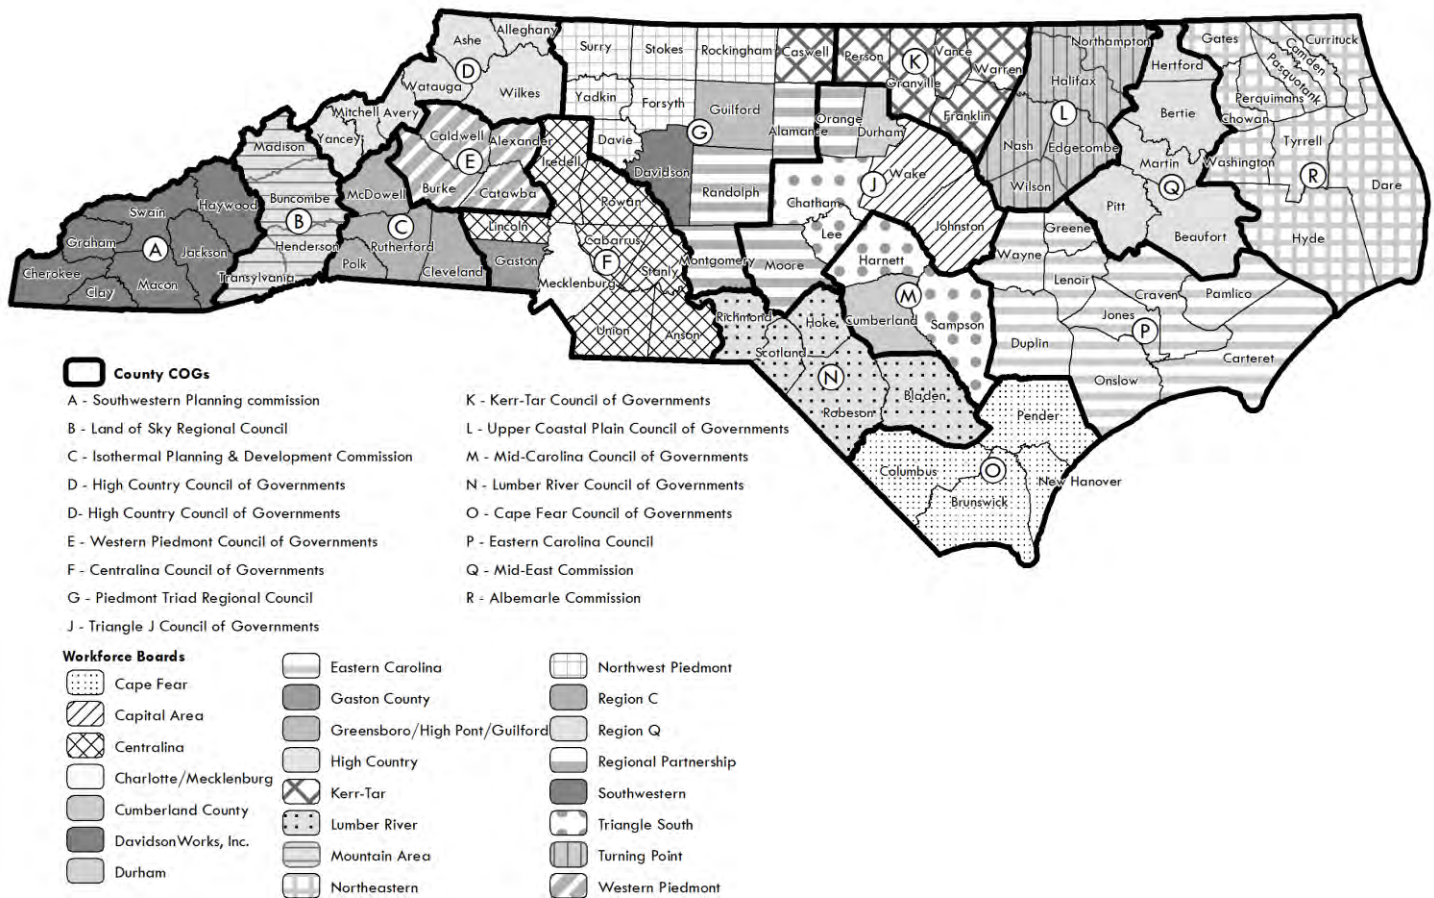 Alleghany
Ashe
Surry
Stokes
Rockingham
Caswell
Person
Vance
Northampton
Gates
Currituck
Camden
Pasquotank
D
K
Granville
Warren
Halifax
Hertford
Watauga
Wilkes
Yadkin
Forsyth
Guilford
Perquimans
Mitchell
Avery
Franklin
L
Bertie
Chowan
Yancey
Caldwell
Alexander
Davie
G
Alamance
Orange
Durham
Madison
Iredell
Nash
Edgecombe
Martin
Washington
Tyrrell
E
Davidson
Wake
J
Wilson
Q
R
Dare
McDowell
Burke
Catawba
Randolph
Buncombe
Rowan
Chatham
Pitt
Haywood
Swain
B
C
Lincoln
Johnston
Greene
Beaufort
Hyde
Lee
Graham
A
Jackson
Henderson
Rutherford
Cabarrus
Wayne
Harnett
Cherokee
Macon
Polk
Cleveland
Gaston
F
Stanly
Montgomery
Moore
Lenoir
Clay
Transylvania
Mecklenburg
Craven
Pamlico
M
Richmond
Hoke
Cumberland
Sampson
Jones
P
Union
Anson
Scotland
Duplin
Carteret
N
Onslow
Bladen
Robeson
Pender
Columbus
O
New Hanover
Brunswick
County COGs
A - Southwestern Planning commission
B - Land of Sky Regional Council
C - Isothermal Planning & Development Commission
D - High Country Council of Governments
D- High Country Council of Governments
E - Western Piedmont Council of Governments
F - Centralina Council of Governments
G - Piedmont Triad Regional Council
J - Triangle J Council of Governments
K - Kerr-Tar Council of Governments
L - Upper Coastal Plain Council of Governments
M - Mid-Carolina Council of Governments
N - Lumber River Council of Governments
O - Cape Fear Council of Governments
P - Eastern Carolina Council
Q - Mid-East Commission
R - Albemarle Commission
Workforce Boards
Cape Fear
Capital Area
Centralina
Charlotte/Mecklenburg
Cumberland County
DavidsonWorks, Inc.
Durham
Eastern Carolina
Gaston County
Greensboro/High Pont/Guilford
High Country
Kerr-Tar
Lumber River
Mountain Area
Northeastern
Northwest Piedmont
Region C
Region Q
Regional Partnership
Southwestern
Triangle South
Turning Point
Western Piedmont